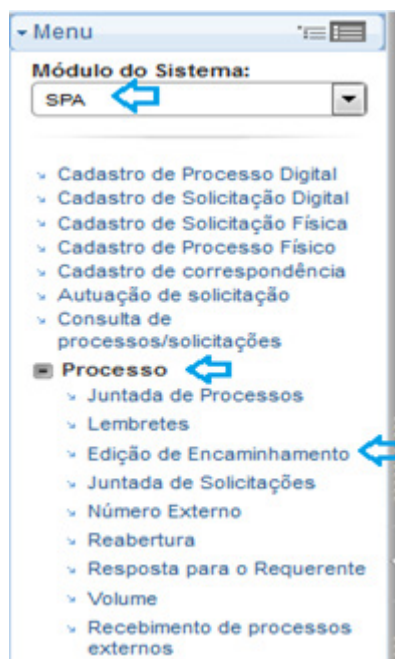 Menu
Módulo do Sistema:
SPA
Cadastro de Processo Digital
Cadastro de Solicitação Digital
Cadastro de Solicitação Física
Cadastro de Processo Físico
Cadastro de correspondência
Autuação de solicitação
Consulta de
processos/solicitações
Processo
Juntada de Processos
Lembretes
Edição de Encaminhamento
Juntada de Solicitações
Número Externo
Reabertura
Resposta para o Requerente
Volume
Recebimento de processos
externos